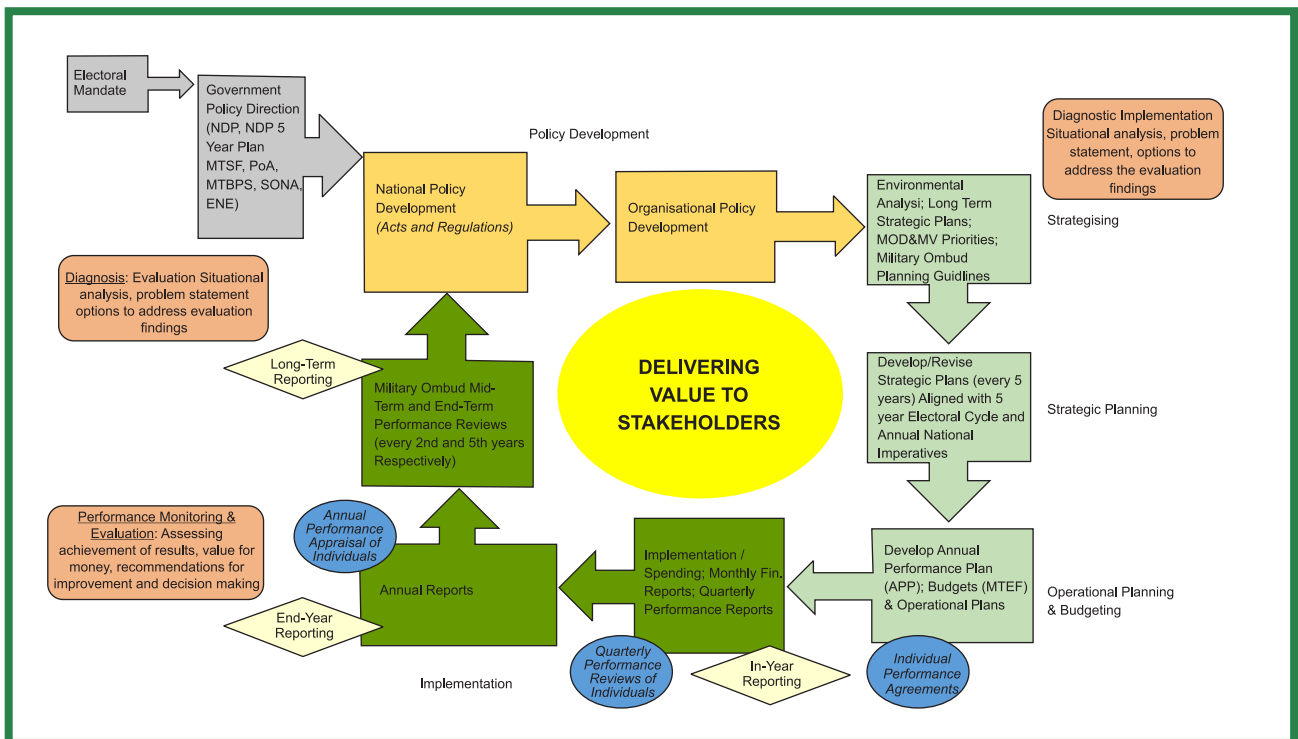 Electoral
Mandate
Government
Policy Direction
(NDP, NDP 5
Year Plan
MTSF, PoA,
MTBPS, SONA,
ENE)
Policy Development
National Policy
Development
(Acts and Regulations)
Organisational Policy
Development
Environmental
Analysi; Long Term
Strategic Plans;
MOD&MV Priorities;
Military Ombud
Planning Guidlines
Diagnostic Implementation
Situational analysis, problem
statement, options to
address the evaluation
findings
Strategising
Diagnosis: Evaluation Situational
analysis, problem statement
options to address evaluation
findings
Long-Term
Reporting
Military Ombud Mid-
Term and End-Term
Performance Reviews
(every 2nd and 5th years
Respectively)
DELIVERING
VALUE TO
STAKEHOLDERS
Develop/Revise
Strategic Plans (every 5
years) Aligned with 5
year Electoral Cycle and
Annual National
Imperatives
Strategic Planning
Performance Monitoring &
Evaluation: Assessing
achievement of results, value for
money, recommendations for
improvement and decision making
Annual
Performance
Appraisal of
Individuals
Annual Reports
End-Year
Reporting
Implementation /
Spending; Monthly Fin.
Reports; Quarterly
Performance Reports
Develop Annual
Performance Plan
(APP); Budgets (MTEF)
& Operational Plans
Operational Planning
& Budgeting
Implementation
Quarterly
Performance
Reviews of
Individuals
In-Year
Reporting
Individual
Performance
Agreements